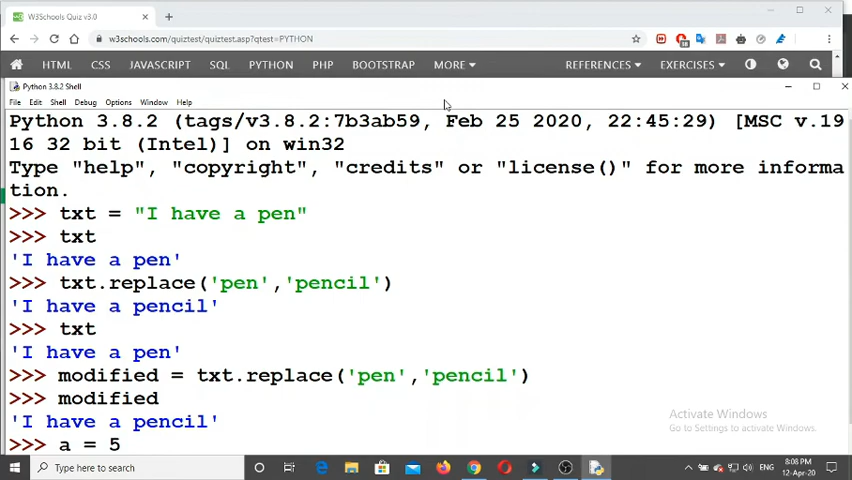 W3Schools Quiz v3.0
w3schools.com/quiztest/quiztest.asp?qtest=PYTHON
HTML CSS JAVASCRIPT SQL PYTHON PHP BOOTSTRAP MORE REFERENCES EXERCISES
Python 3.8.2 Shell
File Edit Shell Debug Options Window Help
Python 3.8.2 (tags/v3.8.2:7b3ab59, Feb 25 2020, 22:45:29) [MSC v.19
16 32 bit (Intel)] on win32
Type "help", "copyright", "credits" or "license()" for more informa
tion.
>>> txt = "I have a pen"
>>> txt
'I have a pen'
>>> txt.replace('pen','pencil')
'I have a pencil'
>>> txt
'I have a pen'
>>> modified = txt.replace('pen','pencil')
>>> modified
'I have a pencil'
>>> a = 5
Activate Windows
Go to Settings to activate Windows.
Type here to search
ENG
8:08 PM
12-Apr-20